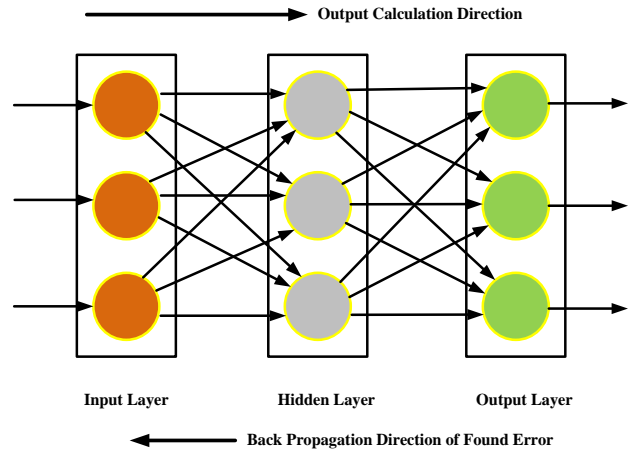 Output Calculation Direction
Input Layer
Hidden Layer
Output Layer
Back Propagation Direction of Found Error